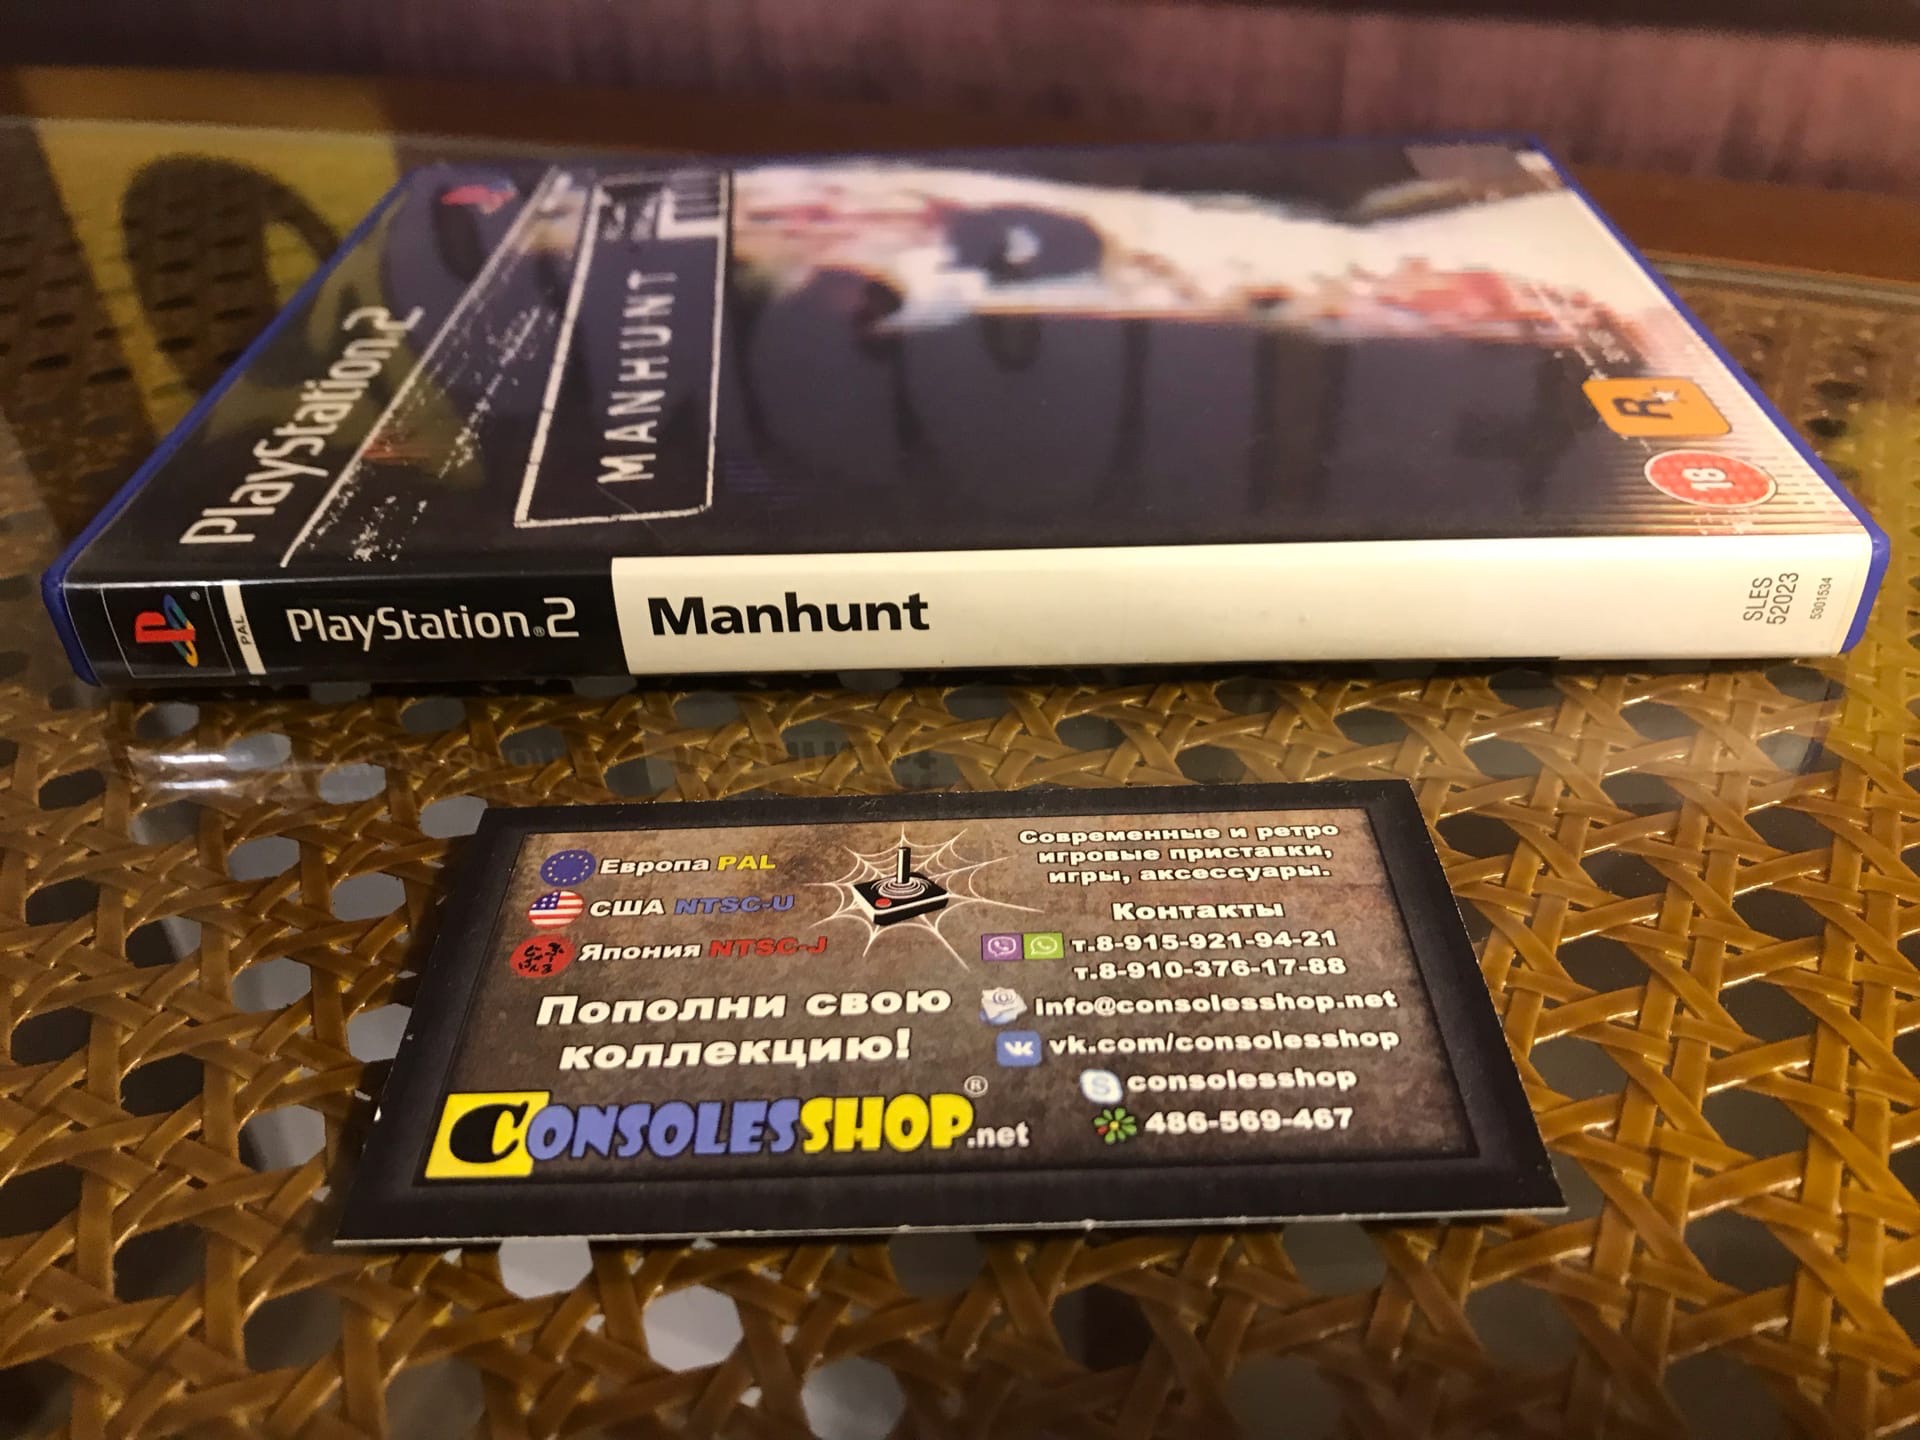 PlayStation 2
MANHUNT
R
18
PAL
PlayStation®2
Manhunt
SLES
52023
5301534
Европа PAL
США NTSC-U
Япония NTSC-J
Пополни свою
коллекцию!
CONSOLESSHOP.net
®
Современные и ретро
игровые приставки,
игры, аксессуары.
Контакты
т.8-915-921-94-21
т.8-910-376-17-88
info@consolesshop.net
vk.com/consolesshop
consolesshop
486-569-467